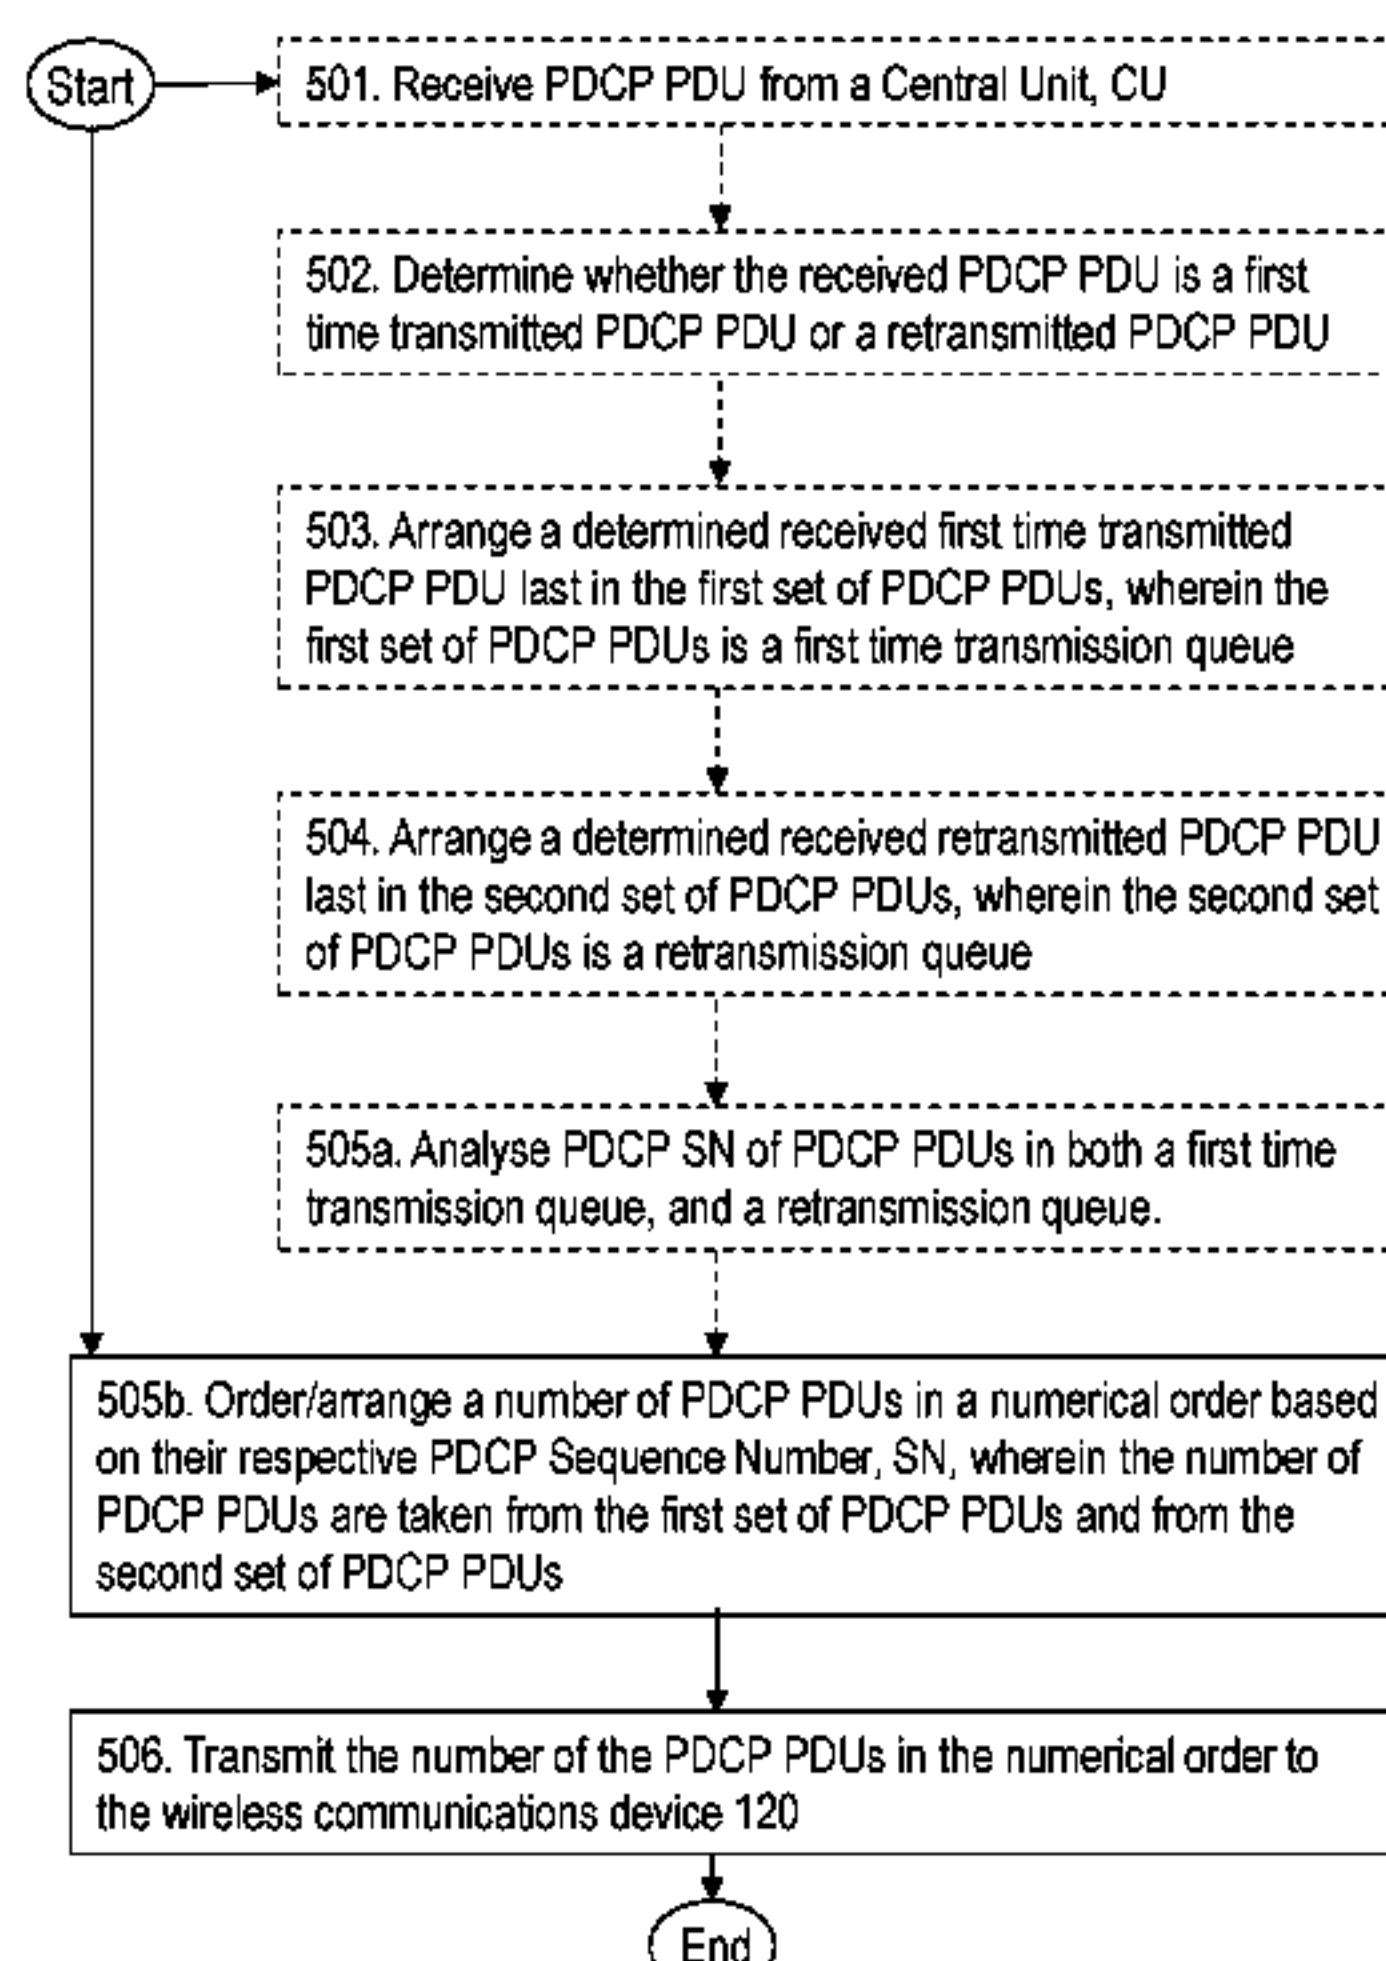 Start
501. Receive PDCP PDU from a Central Unit, CU
502. Determine whether the received PDCP PDU is a first
time transmitted PDCP PDU or a retransmitted PDCP PDU
503. Arrange a determined received first time transmitted
PDCP PDU last in the first set of PDCP PDUs, wherein the
first set of PDCP PDUs is a first time transmission queue
504. Arrange a determined received retransmitted PDCP PDU
last in the second set of PDCP PDUs, wherein the second set
of PDCP PDUs is a retransmission queue
505a. Analyse PDCP SN of PDCP PDUs in both a first time
transmission queue, and a retransmission queue.
505b. Order/arrange a number of PDCP PDUs in a numerical order based
on their respective PDCP Sequence Number, SN, wherein the number of
PDCP PDUs are taken from the first set of PDCP PDUs and from the
second set of PDCP PDUs
506. Transmit the number of the PDCP PDUs in the numerical order to
the wireless communications device 120
End